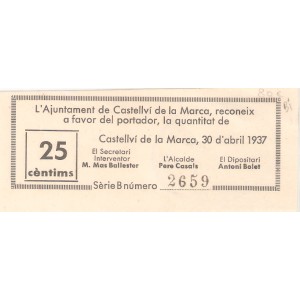 L'Ajuntament de Castellví de la Marca, reconeix
a favor del portador, la quantitat de
Castellví de la Marca, 30 d'abril 1937
25
cèntims
El Secretari
Interventor
M. Mas Ballester
L'Alcalde
Pere Casals
El Dipositari
Antoni Balet
Sèrie B número 2659